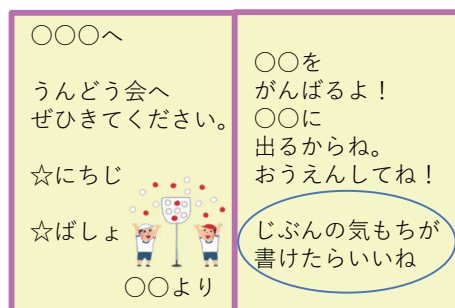 ○○○へ
うんどう会へ
ぜひきてください。
☆にちじ
☆ばしょ
○○より
○○を
がんばるよ！
○○に
出るからね。
おうえんしてね！
じぶんの気もちが
書けたらいいね